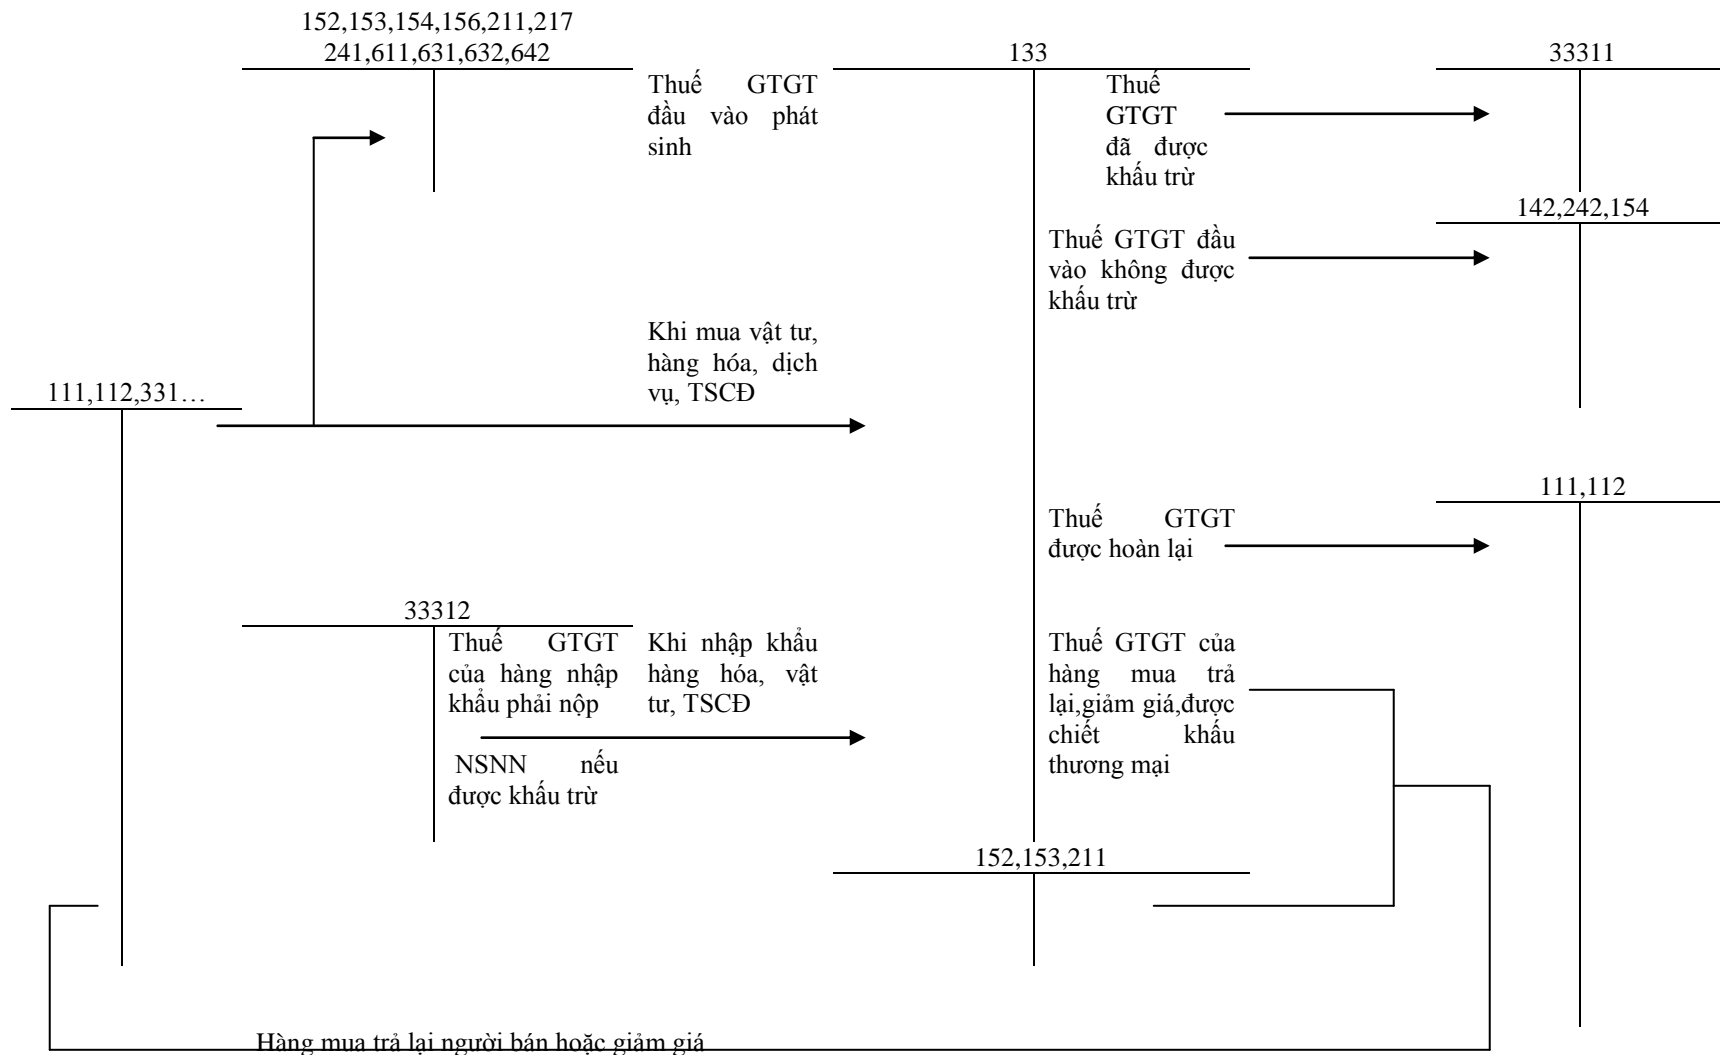 152,153,154,156,211,217
241,611,631,632,642
133
33311
Thuế GTGT
đầu vào phát
sinh
Thuế
GTGT
đã được
khấu trừ
142,242,154
Thuế GTGT đầu
vào không được
khấu trừ
Khi mua vật tư,
hàng hóa, dịch
vụ, TSCĐ
111,112,331…
111,112
Thuế GTGT
được hoàn lại
33312
Thuế GTGT
của hàng nhập
khẩu phải nộp
NSNN nếu
được khấu trừ
Khi nhập khẩu
hàng hóa, vật
tư, TSCĐ
Thuế GTGT của
hàng mua trả
lại,giảm giá,được
chiết khấu
thương mại
152,153,211
Hàng mua trả lại người bán hoặc giảm giá